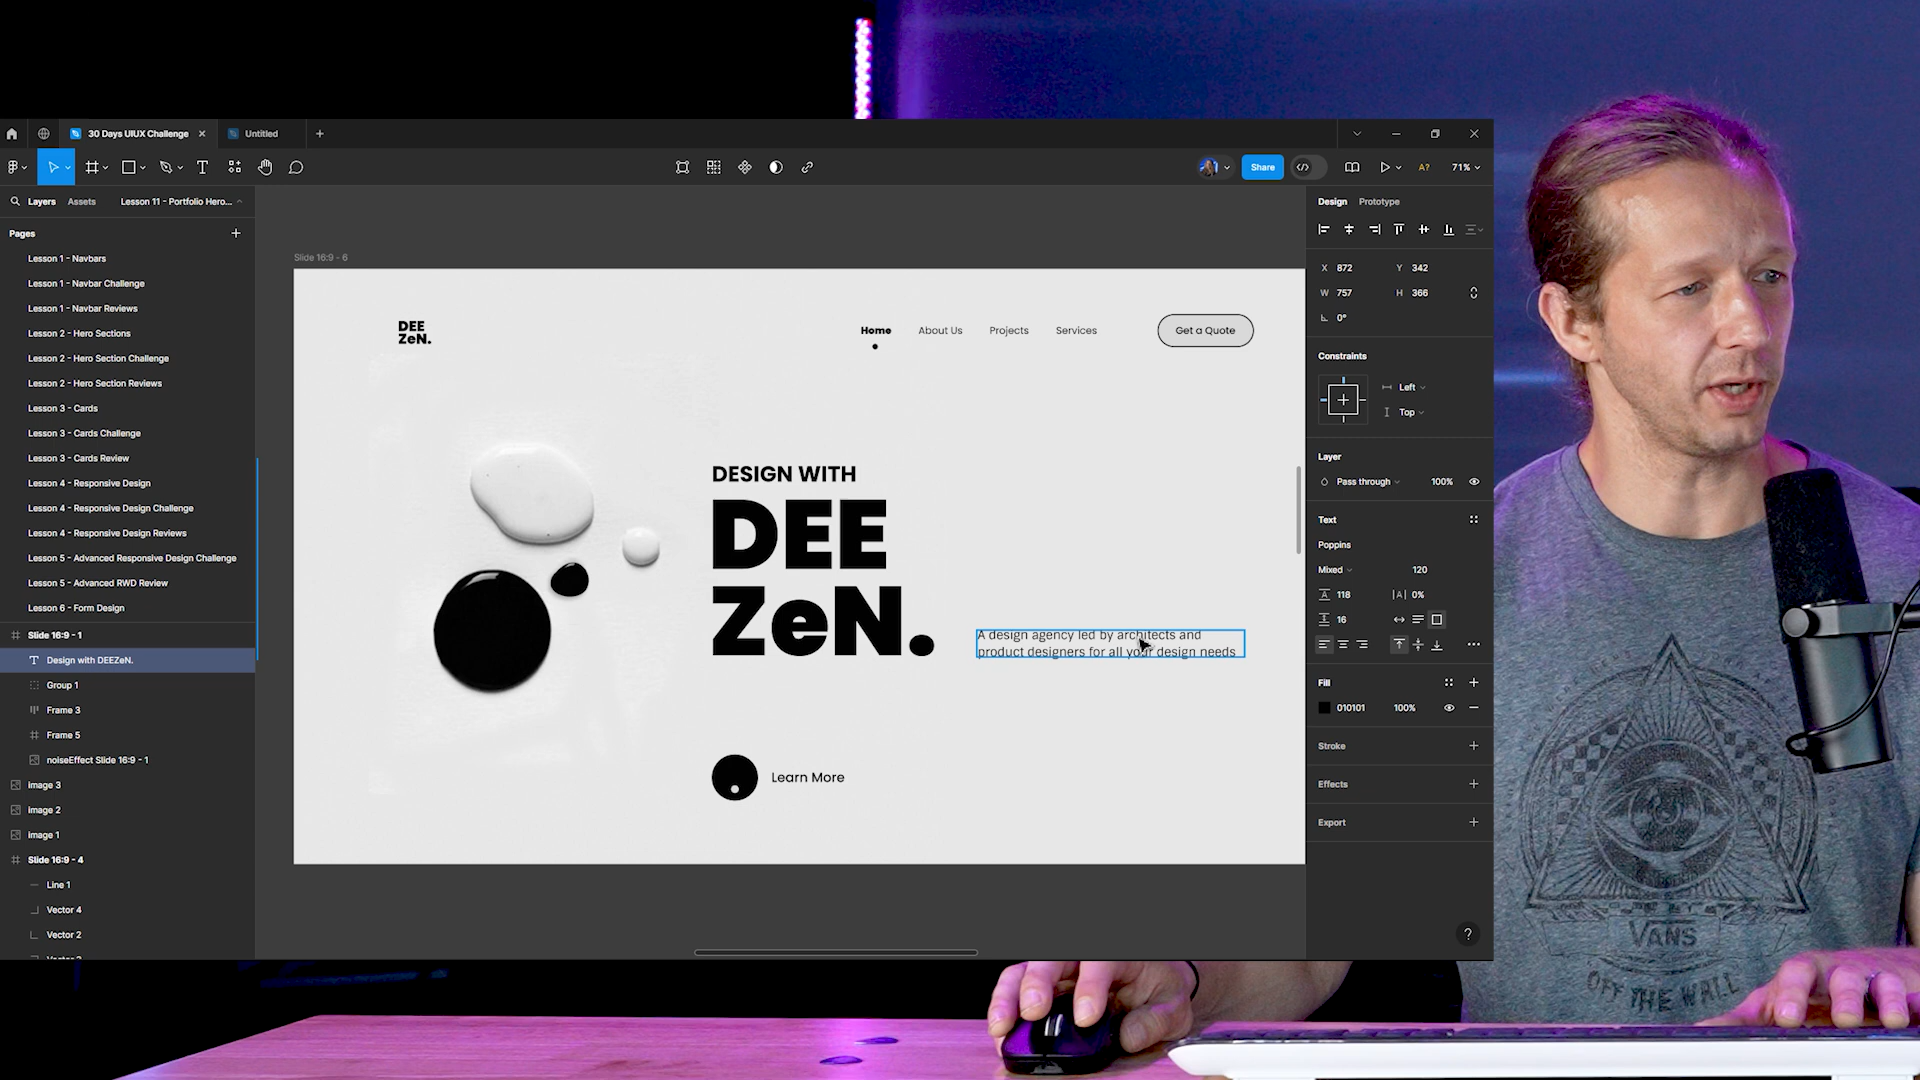 30 Days UIUX Challenge
Untitled
Share
A?
71%
Layers
Assets
Lesson 11 - Portfolio Hero...
Pages
Lesson 1 - Navbars
Lesson 1 - Navbar Challenge
Lesson 1 - Navbar Reviews
Lesson 2 - Hero Sections
Lesson 2 - Hero Section Challenge
Lesson 2 - Hero Section Reviews
Lesson 3 - Cards
Lesson 3 - Cards Challenge
Lesson 3 - Cards Review
Lesson 4 - Responsive Design
Lesson 4 - Responsive Design Challenge
Lesson 4 - Responsive Design Reviews
Lesson 5 - Advanced Responsive Design Challenge
Lesson 5 - Advanced RWD Review
Lesson 6 - Form Design
Slide 16:9 - 1
Design with DEEZeN.
Group 1
Frame 3
Frame 5
noiseEffect Slide 16:9 - 1
image 3
image 2
image 1
Slide 16:9 - 4
Line 1
Vector 4
Vector 2
Slide 16:9 - 6
DEE
ZeN.
Home
About Us
Projects
Services
Get a Quote
DESIGN WITH
DEE
ZeN.
A design agency led by architects and
product designers for all your design needs
Learn More
Design
Prototype
X 872
Y 342
W 757
H 366
0°
Constraints
Left
Top
Layer
Pass through
100%
Text
Poppins
Mixed
120
118
0%
16
Fill
010101
100%
Stroke
Effects
Export
?
VANS
OFF THE WALL